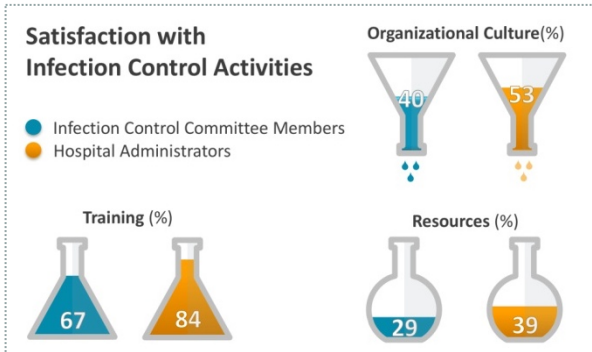 Satisfaction with
Infection Control Activities
Infection Control Committee Members
Hospital Administrators
Organizational Culture(%)
40
53
Training (%)
67
84
Resources (%)
29
39